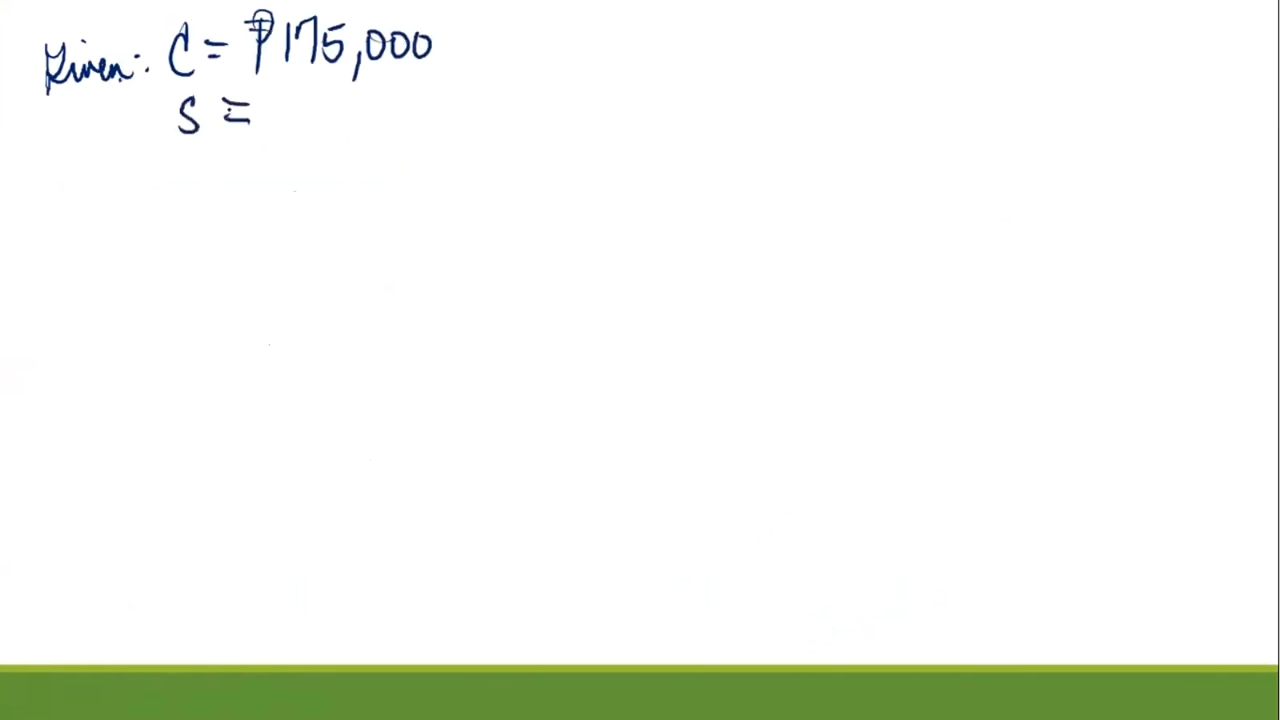 Given: C = ₱175,000
S =